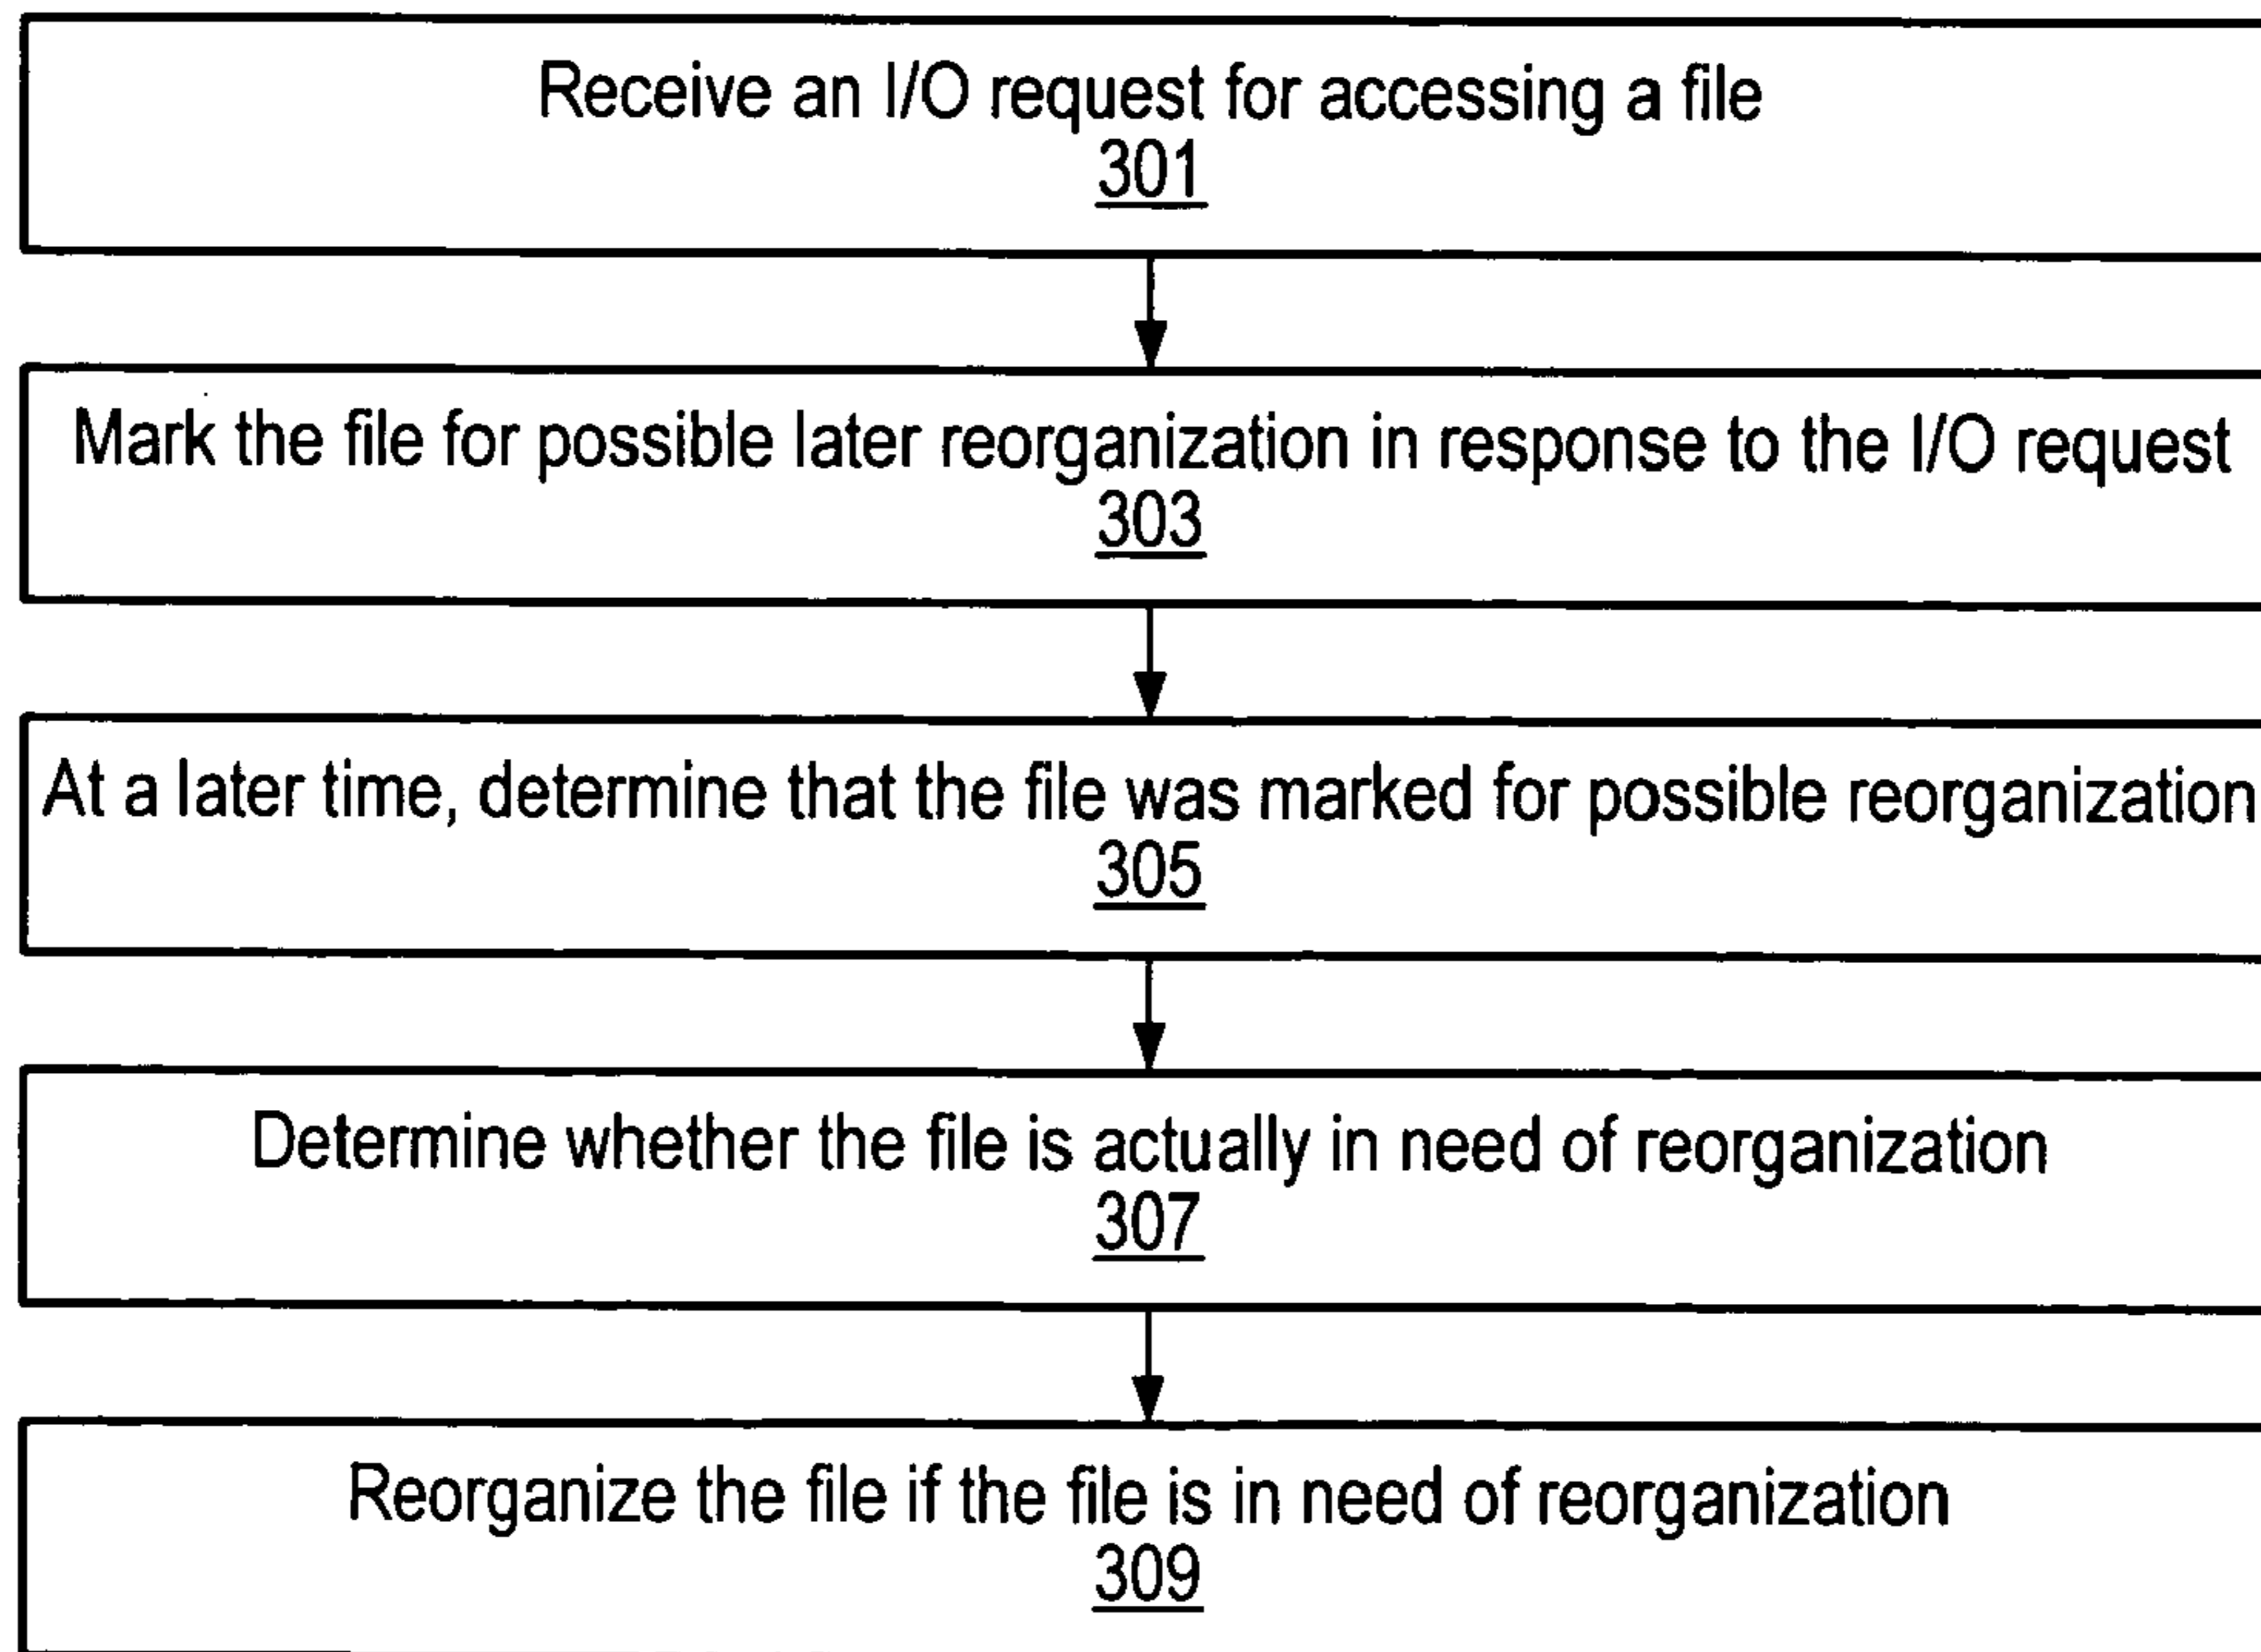 Receive an I/O request for accessing a file
301
Mark the file for possible later reorganization in response to the I/O request
303
At a later time, determine that the file was marked for possible reorganization
305
Determine whether the file is actually in need of reorganization
307
Reorganize the file if the file is in need of reorganization
309